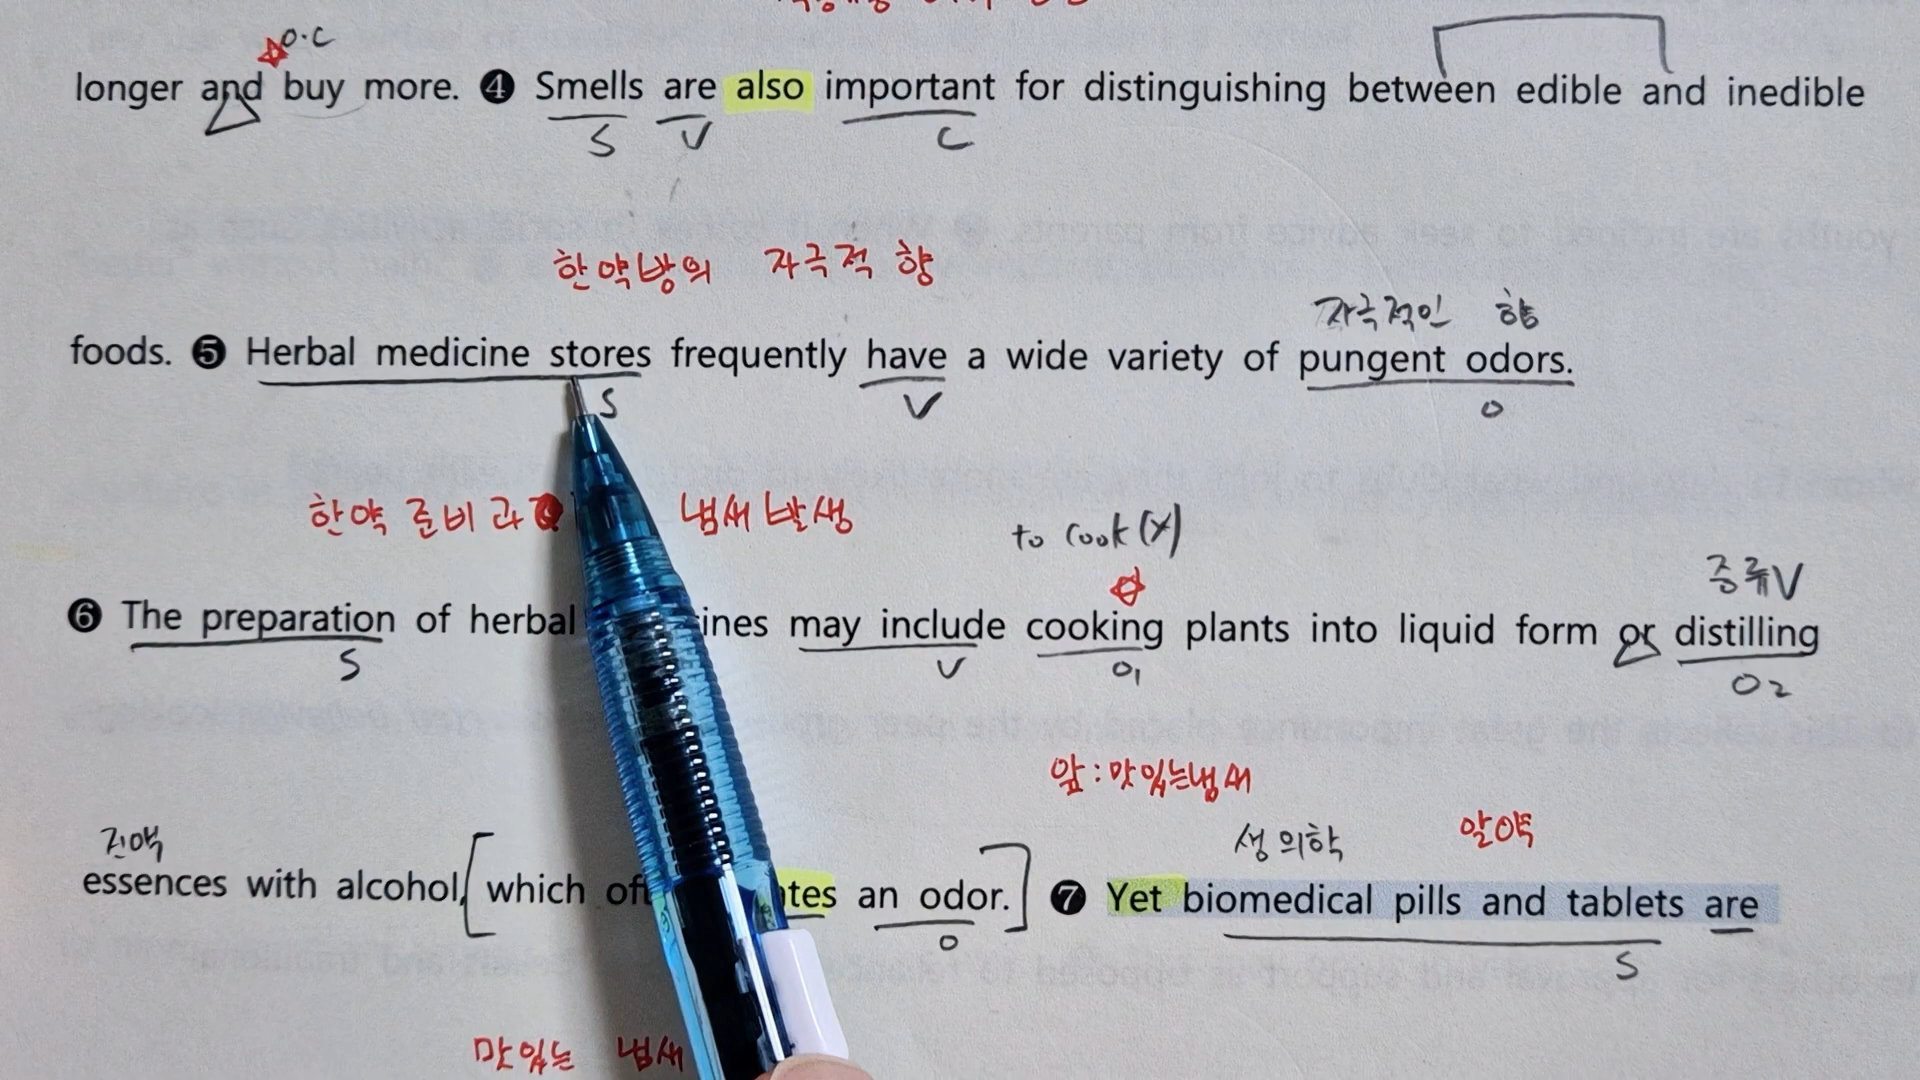 O.C
longer and buy more. ❹ Smells are also important for distinguishing between edible and inedible
S V C
한약방의 자극적 향
자극적인 향
foods. ❺ Herbal medicine stores frequently have a wide variety of pungent odors.
S V O
한약 준비 과 냄새 발생
to cook (X)
증류V
❻ The preparation of herbal ines may include cooking plants into liquid form or distilling
S V O1 O2
앞: 맛있는냄새
진액 생의학 알약
essences with alcohol, which of tes an odor. ❼ Yet biomedical pills and tablets are
O S
맛있는 냄새